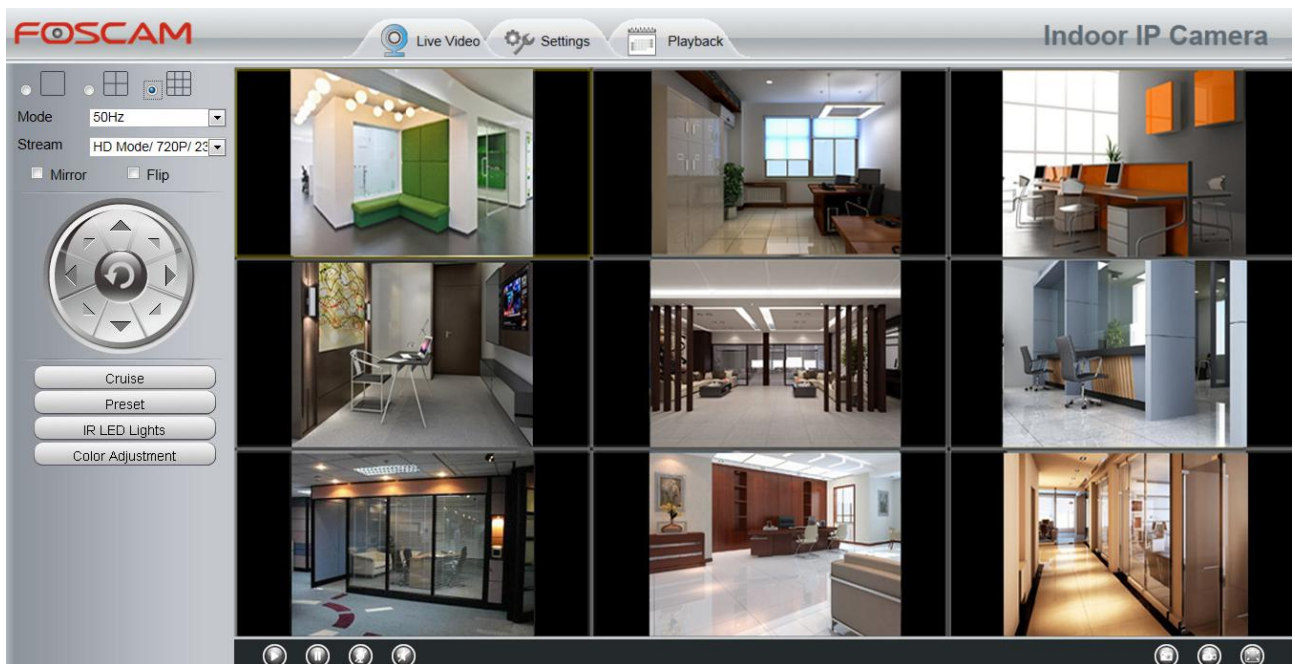 FOSCAM
Live Video
Settings
Playback
Indoor IP Camera
Mode
50Hz
Stream
HD Mode/ 720P/ 23
Mirror
Flip
Cruise
Preset
IR LED Lights
Color Adjustment